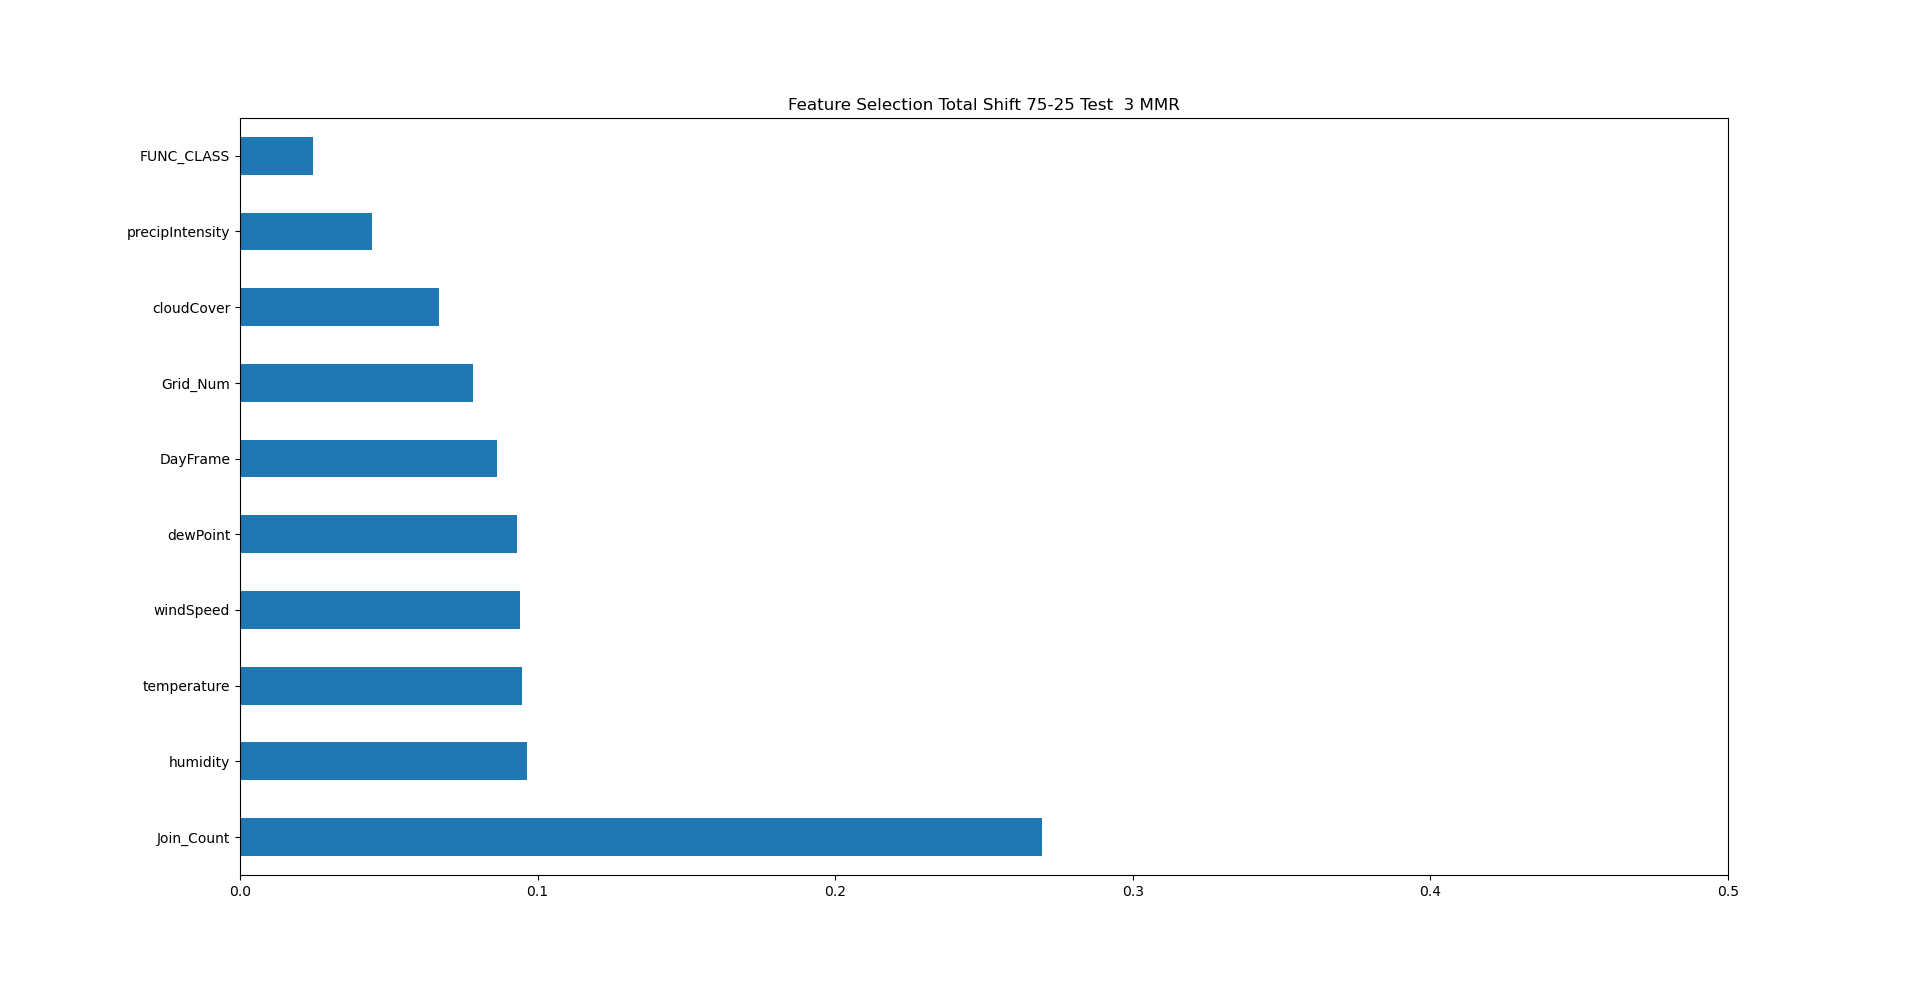 Feature Selection Total Shift 75-25 Test  3 MMR
FUNC_CLASS
precipIntensity
cloudCover
Grid_Num
DayFrame
dewPoint
windSpeed
temperature
humidity
Join_Count
0.0 0.1 0.2 0.3 0.4 0.5